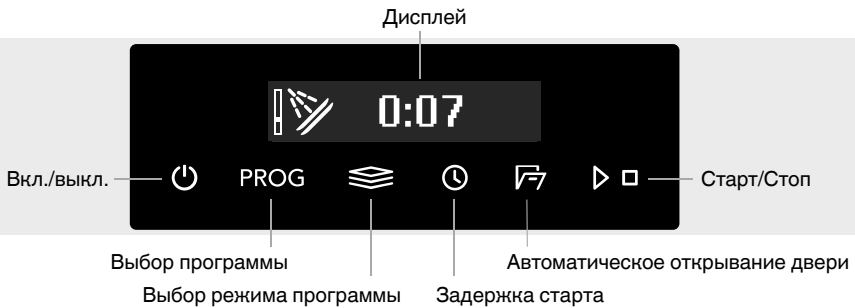 Дисплей
0:07
Вкл./выкл.
PROG
Старт/Стоп
Выбор программы
Автоматическое открывание двери
Выбор режима программы
Задержка старта